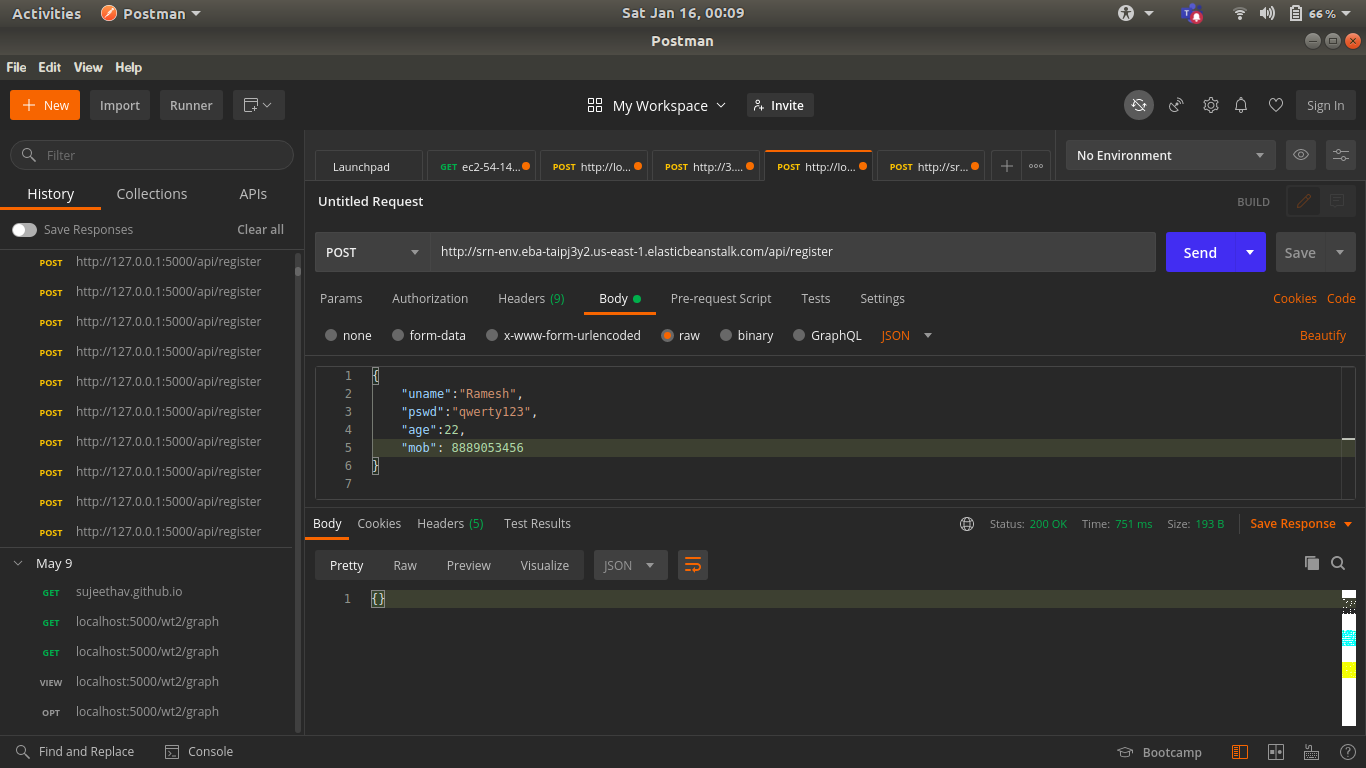 Activities Postman Sat Jan 16, 00:09 66 %
Postman
File Edit View Help
New Import Runner My Workspace Invite Sign In
Filter
History Collections APIs
Save Responses Clear all
POST http://127.0.0.1:5000/api/register
POST http://127.0.0.1:5000/api/register
POST http://127.0.0.1:5000/api/register
POST http://127.0.0.1:5000/api/register
POST http://127.0.0.1:5000/api/register
POST http://127.0.0.1:5000/api/register
POST http://127.0.0.1:5000/api/register
POST http://127.0.0.1:5000/api/register
POST http://127.0.0.1:5000/api/register
POST http://127.0.0.1:5000/api/register
May 9
GET sujeethav.github.io
GET localhost:5000/wt2/graph
GET localhost:5000/wt2/graph
VIEW localhost:5000/wt2/graph
OPT localhost:5000/wt2/graph
Launchpad GET ec2-54-14... POST http://lo... POST http://3.... POST http://lo... POST http://sr... No Environment
Untitled Request BUILD
POST http://srn-env.eba-taipj3y2.us-east-1.elasticbeanstalk.com/api/register Send Save
Params Authorization Headers (9) Body Pre-request Script Tests Settings Cookies Code
none form-data x-www-form-urlencoded raw binary GraphQL JSON Beautify
1 {
2 "uname":"Ramesh",
3 "pswd":"qwerty123",
4 "age":22,
5 "mob": 8889053456
6 }
7
Body Cookies Headers (5) Test Results Status: 200 OK Time: 751 ms Size: 193 B Save Response
Pretty Raw Preview Visualize JSON
1 {}
Find and Replace Console Bootcamp